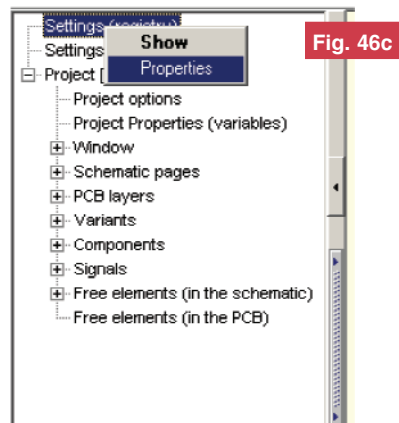 Settings (registry)
Show
Fig. 46c
Settings
Properties
Project [
Project options
Project Properties (variables)
Window
Schematic pages
PCB layers
Variants
Components
Signals
Free elements (in the schematic)
Free elements (in the PCB)